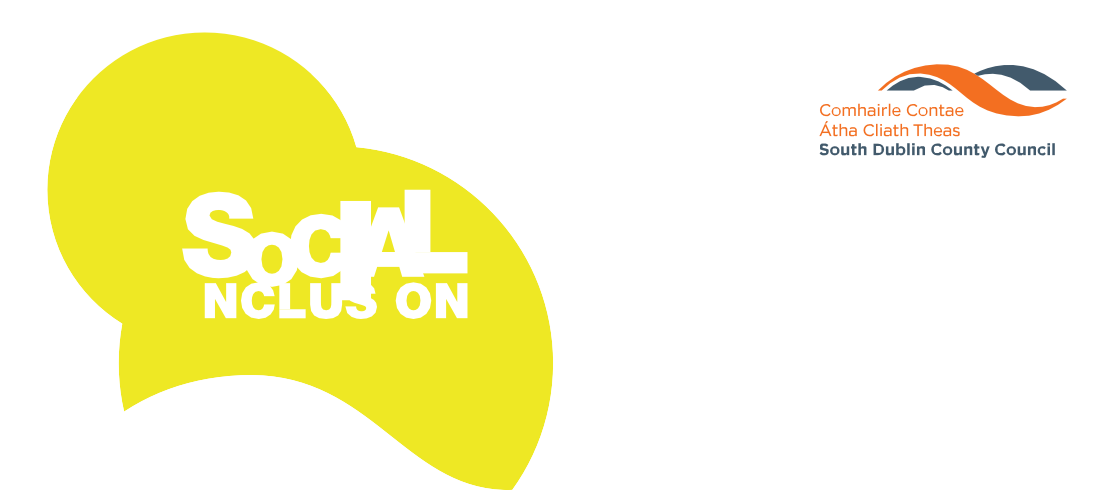 SOCIAL
NCLUS ON
Comhairle Contae
Átha Cliath Theas
South Dublin County Council